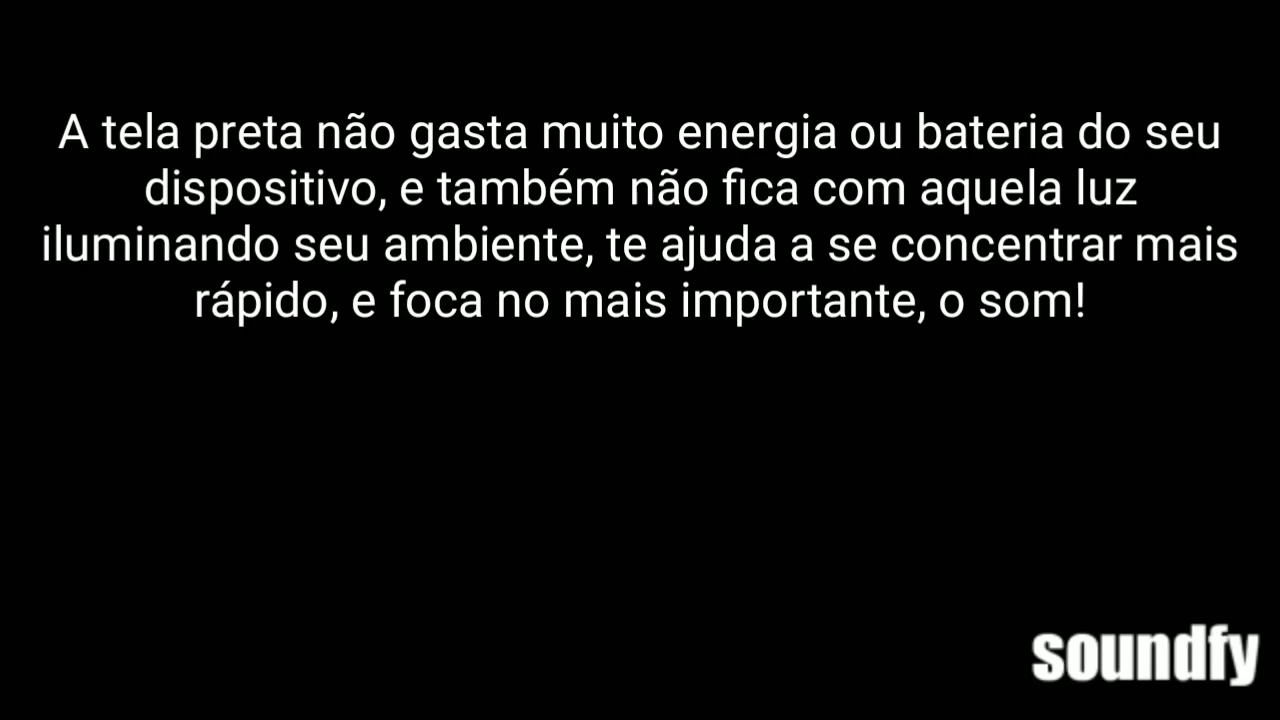 A tela preta não gasta muito energia ou bateria do seu
dispositivo, e também não fica com aquela luz
iluminando seu ambiente, te ajuda a se concentrar mais
rápido, e foca no mais importante, o som!
soundfy